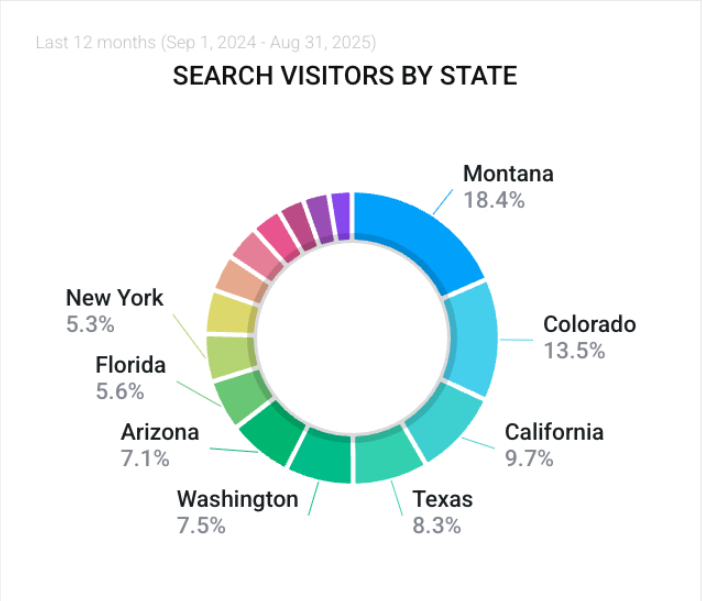 Last 12 months (Sep 1, 2024 - Aug 31, 2025)
SEARCH VISITORS BY STATE
Montana
18.4%
Colorado
13.5%
California
9.7%
Texas
8.3%
Washington
7.5%
Arizona
7.1%
Florida
5.6%
New York
5.3%